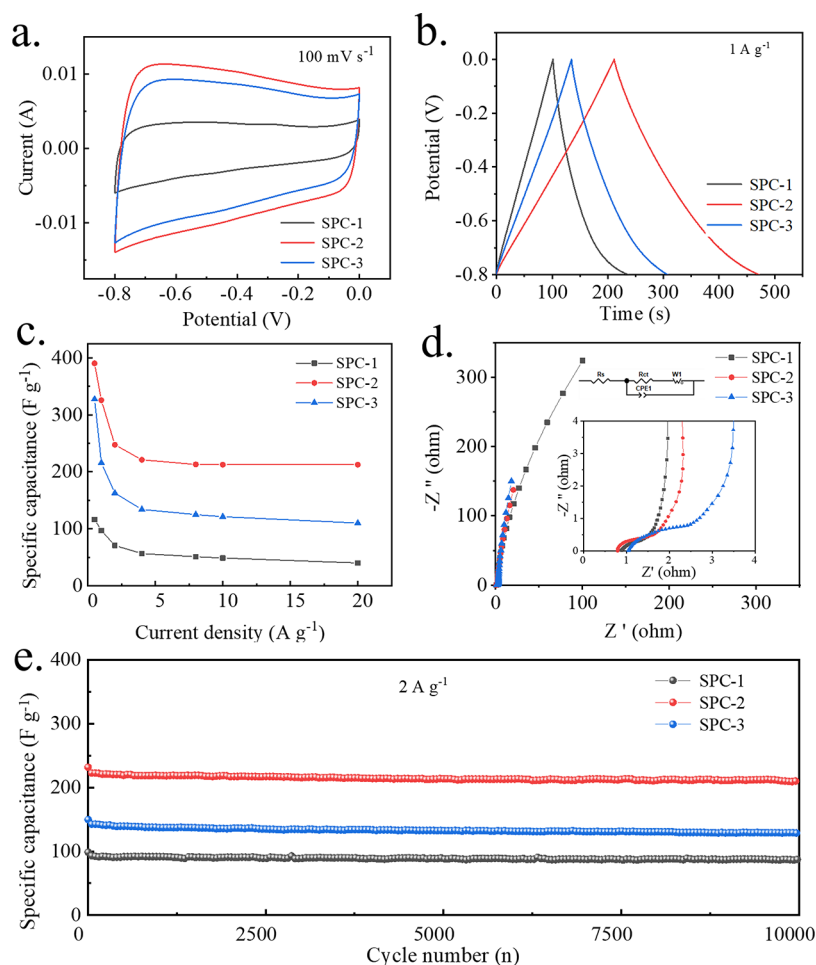 a.
100 mV s⁻¹
Current (A)
0.01
0.00
-0.01
SPC-1
SPC-2
SPC-3
-0.8 -0.6 -0.4 -0.2 0.0
Potential (V)
b.
1 A g⁻¹
Potential (V)
0.0
-0.2
-0.4
-0.6
-0.8
SPC-1
SPC-2
SPC-3
0 100 200 300 400 500
Time (s)
c.
Specific capacitance (F g⁻¹)
400
300
200
100
0
SPC-1
SPC-2
SPC-3
0 5 10 15 20
Current density (A g⁻¹)
d.
-Z '' (ohm)
300
200
100
0
Rs Rct W1
CPE1
SPC-1
SPC-2
SPC-3
-Z '' (ohm)
4
3
2
1
0
0 1 2 3 4
Z' (ohm)
0 100 200 300
Z ' (ohm)
e.
Specific capacitance (F g⁻¹)
400
300
200
100
0
2 A g⁻¹
SPC-1
SPC-2
SPC-3
0 2500 5000 7500 10000
Cycle number (n)